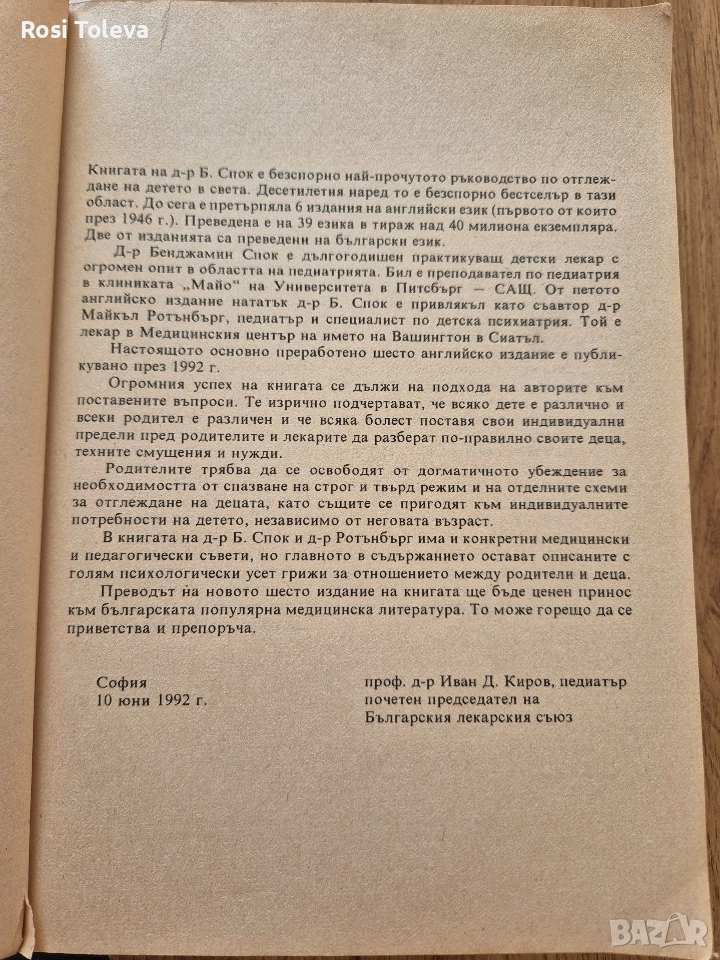 Rosi Toleva
Книгата на д-р Б. Спок е безспорно най-прочутото ръководство по отглеж-
дане на детето в света. Десетилетия наред то е безспорно бестселър в тази
област. До сега е претърпяла 6 издания на английски език (първото от които
през 1946 г.). Преведена е на 39 езика в тираж над 40 милиона екземпляра.
Две от изданията са преведени на български език.
Д-р Бенджамин Спок е дългогодишен практикуващ детски лекар с
огромен опит в областта на педиатрията. Бил е преподавател по педиатрия
в клиниката „Майо“ на Университета в Питсбърг — САЩ. От петото
английско издание нататък д-р Б. Спок е привлякъл като съавтор д-р
Майкъл Ротънбърг, педиатър и специалист по детска психиатрия. Той е
лекар в Медицинския център на името на Вашингтон в Сиатъл.
Настоящото основно преработено шесто английско издание е публи-
кувано през 1992 г.
Огромния успех на книгата се дължи на подхода на авторите към
поставените въпроси. Те изрично подчертават, че всяко дете е различно и
всеки родител е различен и че всяка болест поставя свои индивидуални
предели пред родителите и лекарите да разберат по-правилно своите деца,
техните смущения и нужди.
Родителите трябва да се освободят от догматичното убеждение за
необходимостта от спазване на строг и твърд режим и на отделните схеми
за отглеждане на децата, като същите се пригодят към индивидуалните
потребности на детето, независимо от неговата възраст.
В книгата на д-р Б. Спок и д-р Ротънбърг има и конкретни медицински
и педагогически съвети, но главното в съдържанието остават описаните с
голям психологически усет грижи за отношението между родители и деца.
Преводът на новото шесто издание на книгата ще бъде ценен принос
към българската популярна медицинска литература. То може горещо да се
приветства и препоръча.
София
10 юни 1992 г.
проф. д-р Иван Д. Киров, педиатър
почетен председател на
Българския лекарския съюз
BAZAR